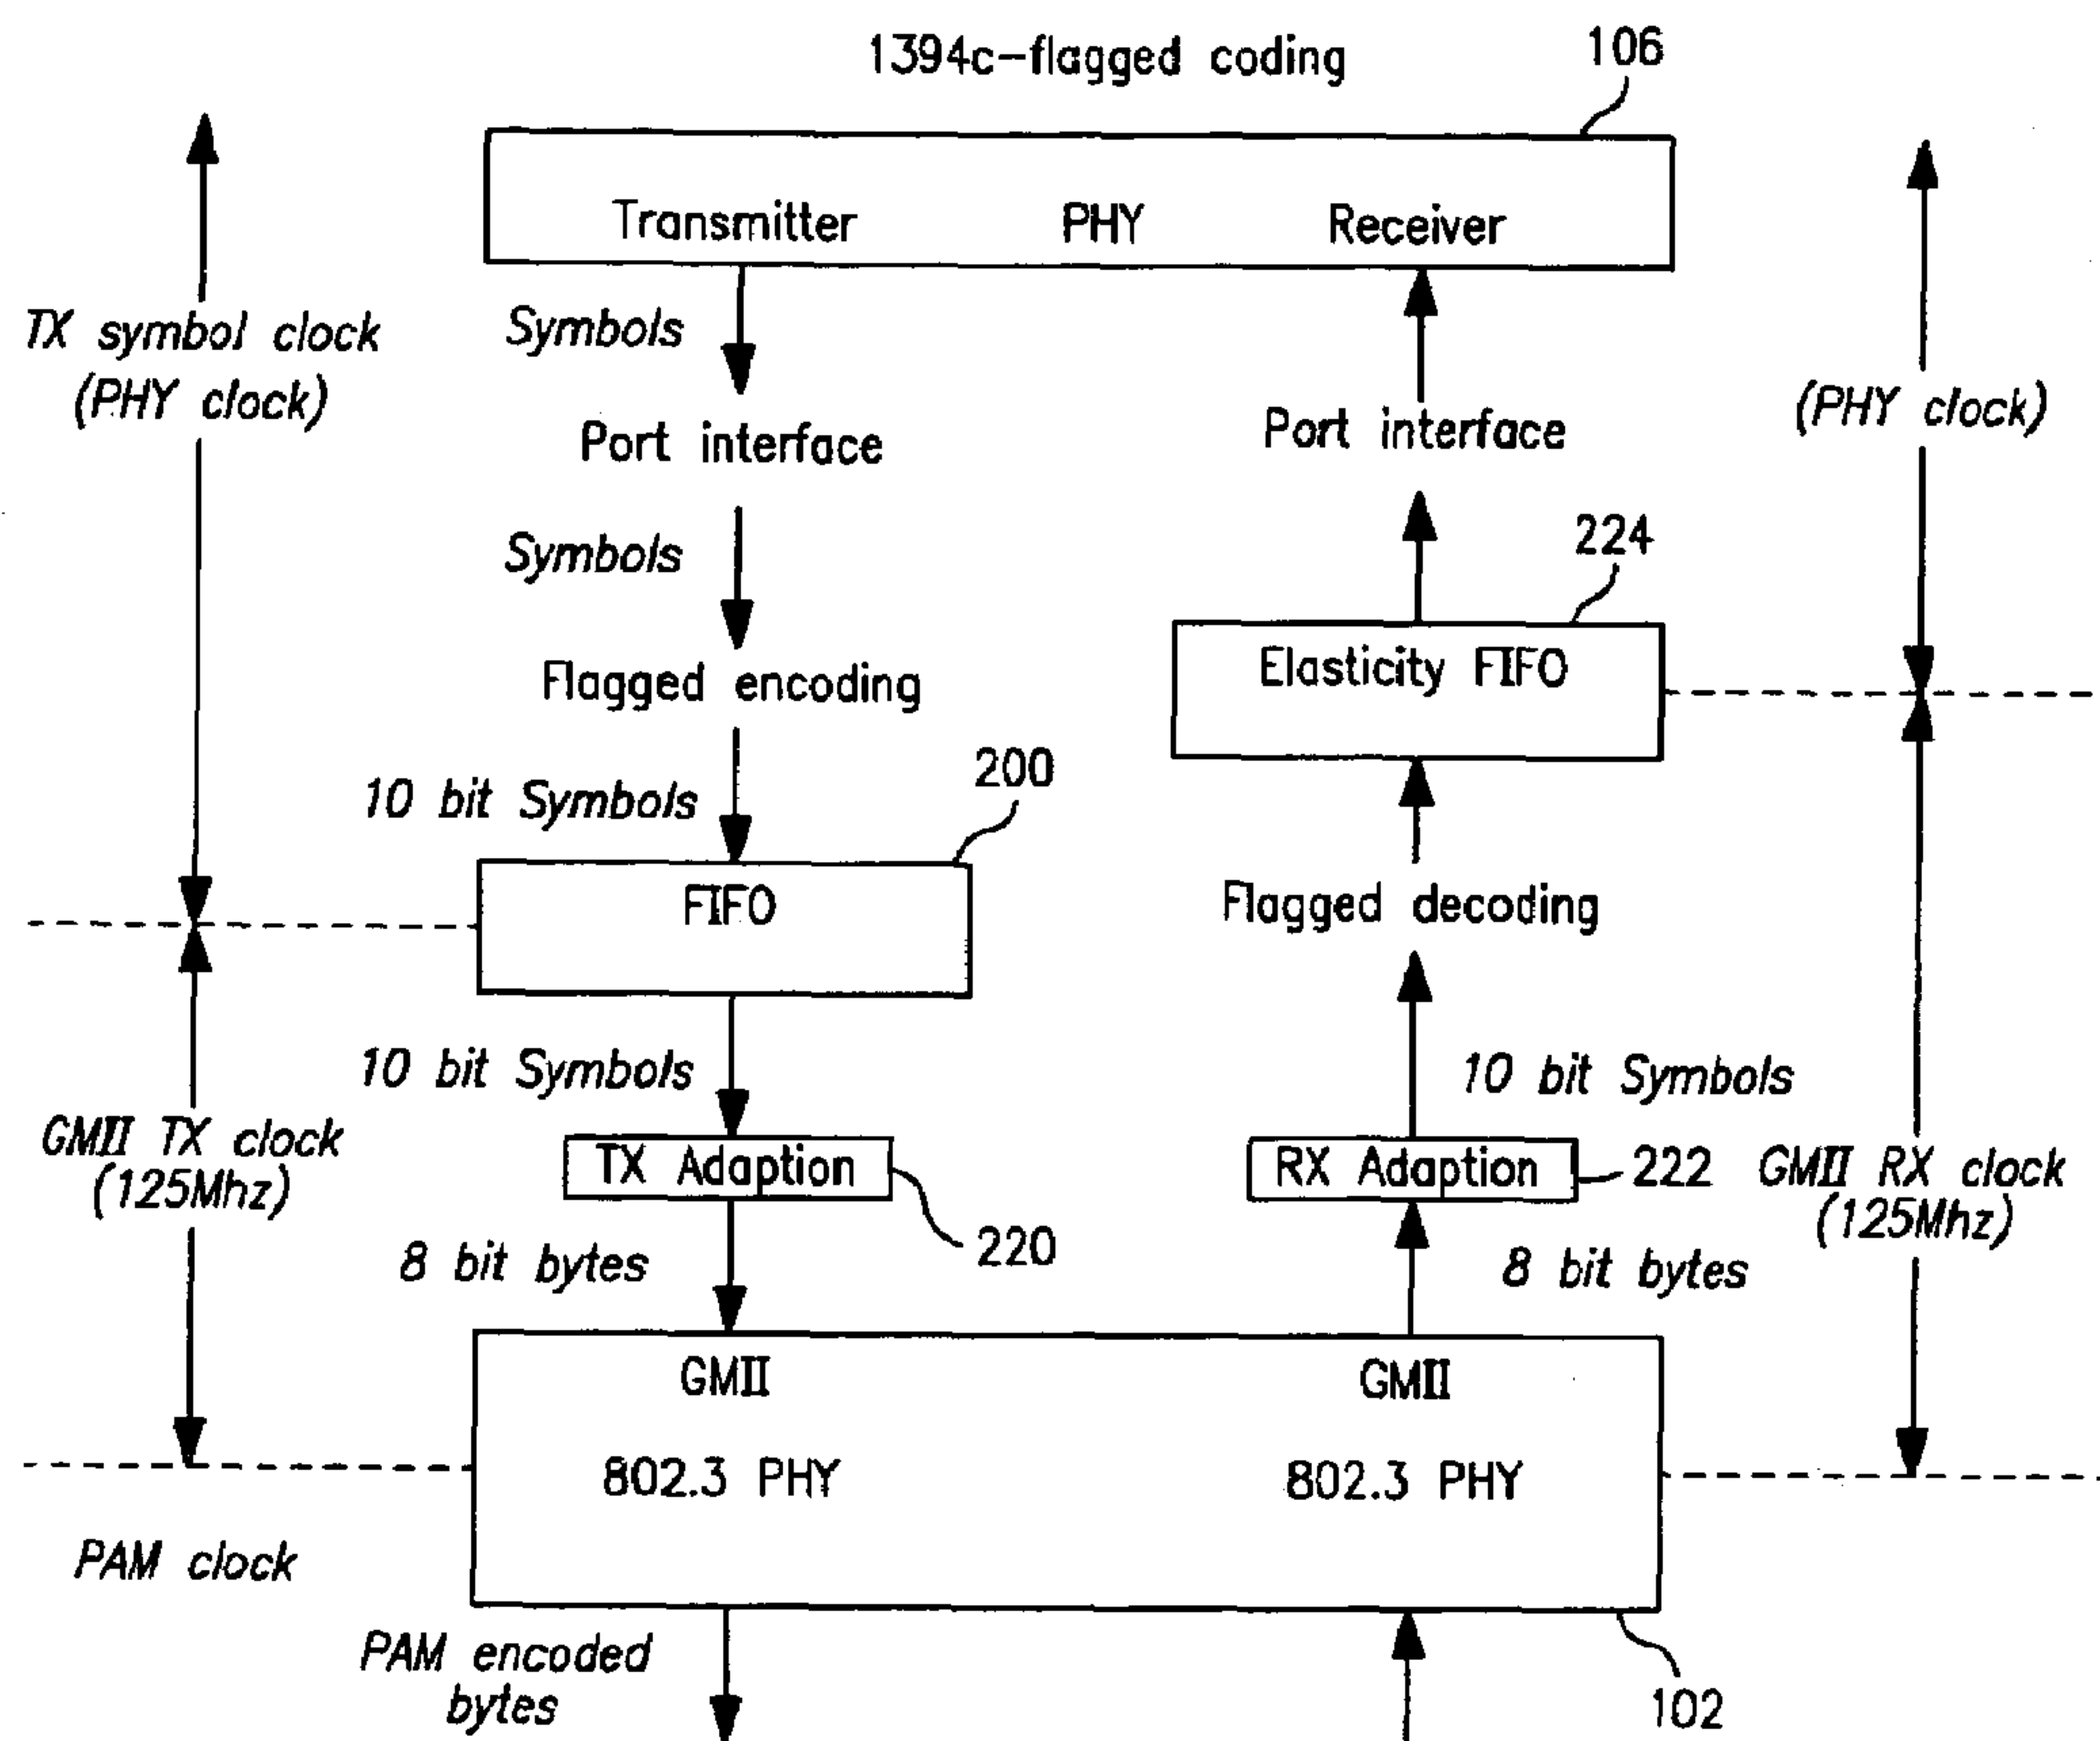 1394c-flagged coding
106
Transmitter PHY Receiver
TX symbol clock
(PHY clock)
Symbols
Port interface
Port interface
(PHY clock)
Symbols
224
Elasticity FIFO
Flagged encoding
10 bit Symbols
200
FIFO
Flagged decoding
10 bit Symbols
10 bit Symbols
GMII TX clock
(125Mhz)
TX Adaption
220
RX Adaption
222
GMII RX clock
(125Mhz)
8 bit bytes
8 bit bytes
GMII
GMII
802.3 PHY
802.3 PHY
PAM clock
PAM encoded
bytes
102